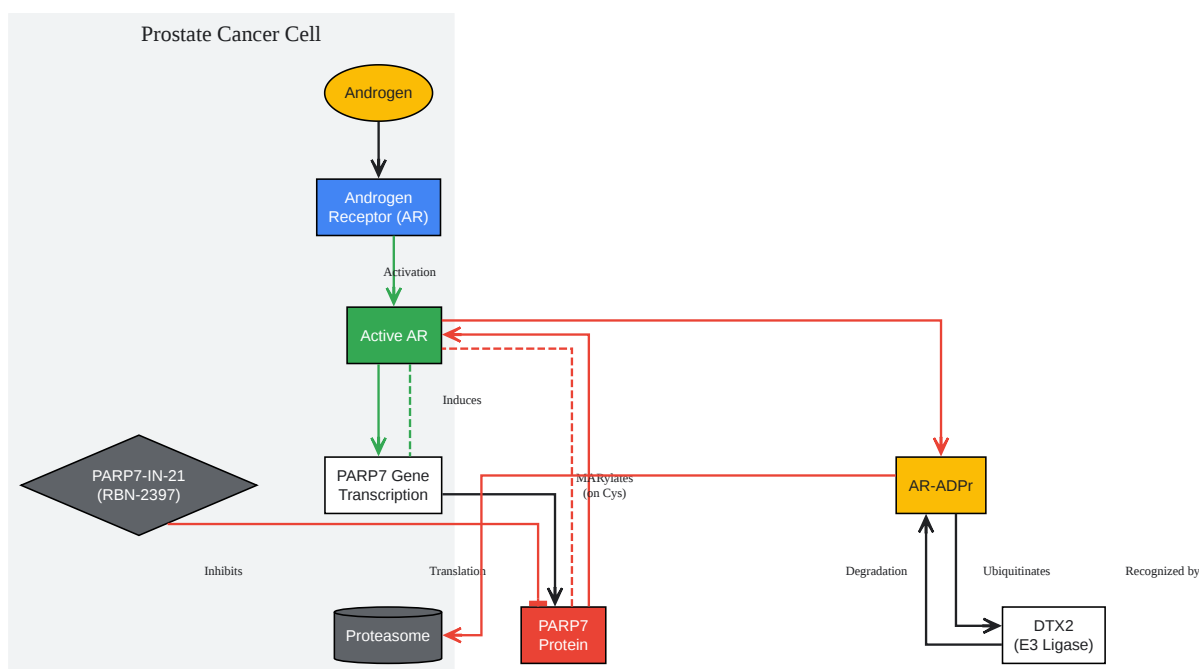 Prostate Cancer Cell
Androgen
Androgen
Receptor (AR)
Activation
Active AR
Induces
PARP7-IN-21
(RBN-2397)
PARP7 Gene
Transcription
MARylates
(on Cys)
AR-ADPr
Inhibits
Translation
Degradation
Ubiquitinates
Recognized by
Proteasome
PARP7
Protein
DTX2
(E3 Ligase)